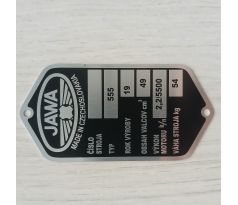 JAWA
MADE IN CZECHOSLOVAKIA
ČÍSLO
STROJA
TYP 555
ROK VÝROBY 19
OBSAH VALCOV cm³ 49
VÝKON
MOTORU k/n 2,2/5500
VÁHA STROJA kg 54